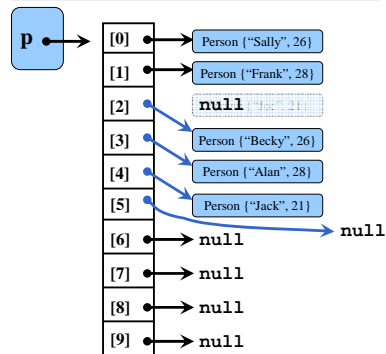 p
[0] Person {“Sally”, 26}
[1] Person {“Frank”, 28}
[2] null
[3] Person {“Becky”, 26}
[4] Person {“Alan”, 28}
[5] Person {“Jack”, 21}
null
[6] null
[7] null
[8] null
[9] null